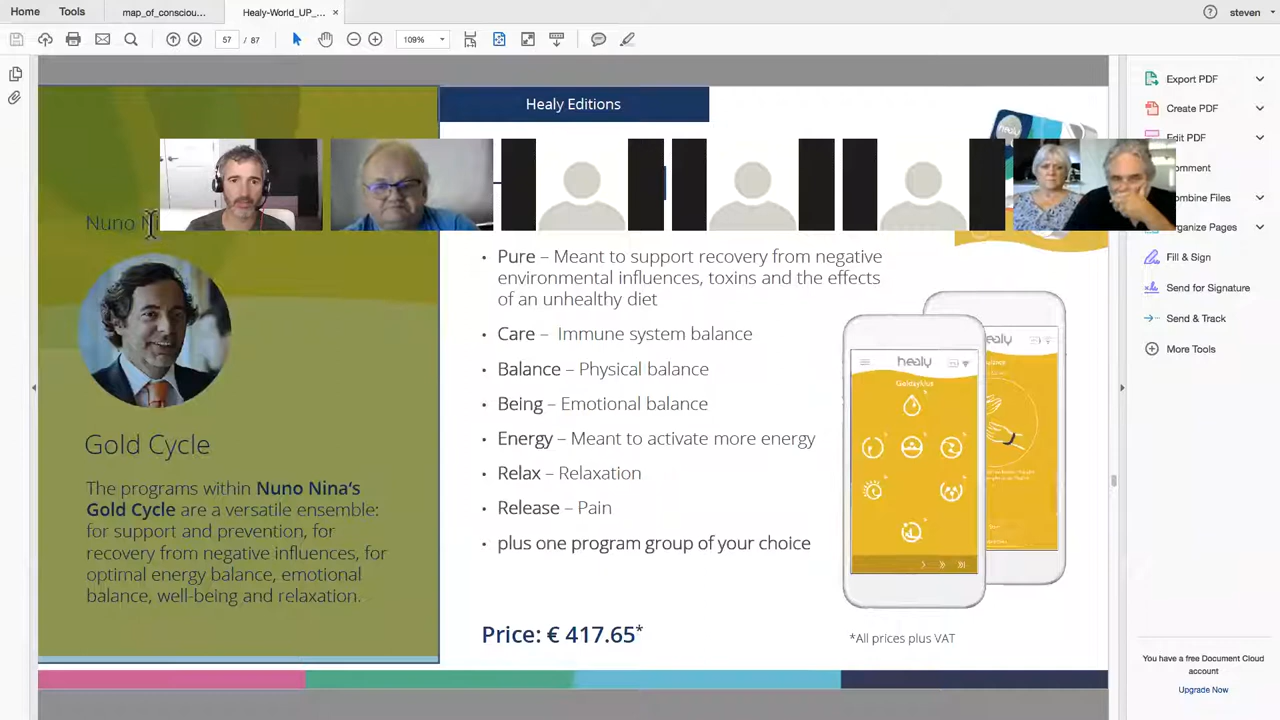 Home
Tools
map_of_consciou...
Healy-World_UP_...
×
steven
57 / 87
109%
Healy Editions
Nuno Ni
Gold Cycle
The programs within Nuno Nina's
Gold Cycle are a versatile ensemble:
for support and prevention, for
recovery from negative influences, for
optimal energy balance, emotional
balance, well-being and relaxation.
• Pure – Meant to support recovery from negative
environmental influences, toxins and the effects
of an unhealthy diet
• Care – Immune system balance
• Balance – Physical balance
• Being – Emotional balance
• Energy – Meant to activate more energy
• Relax – Relaxation
• Release – Pain
• plus one program group of your choice
Price: € 417.65*
*All prices plus VAT
healy
healy
Goldzyklus
Export PDF
Create PDF
Edit PDF
omment
ombine Files
rganize Pages
Fill & Sign
Send for Signature
Send & Track
More Tools
You have a free Document Cloud
account
Upgrade Now